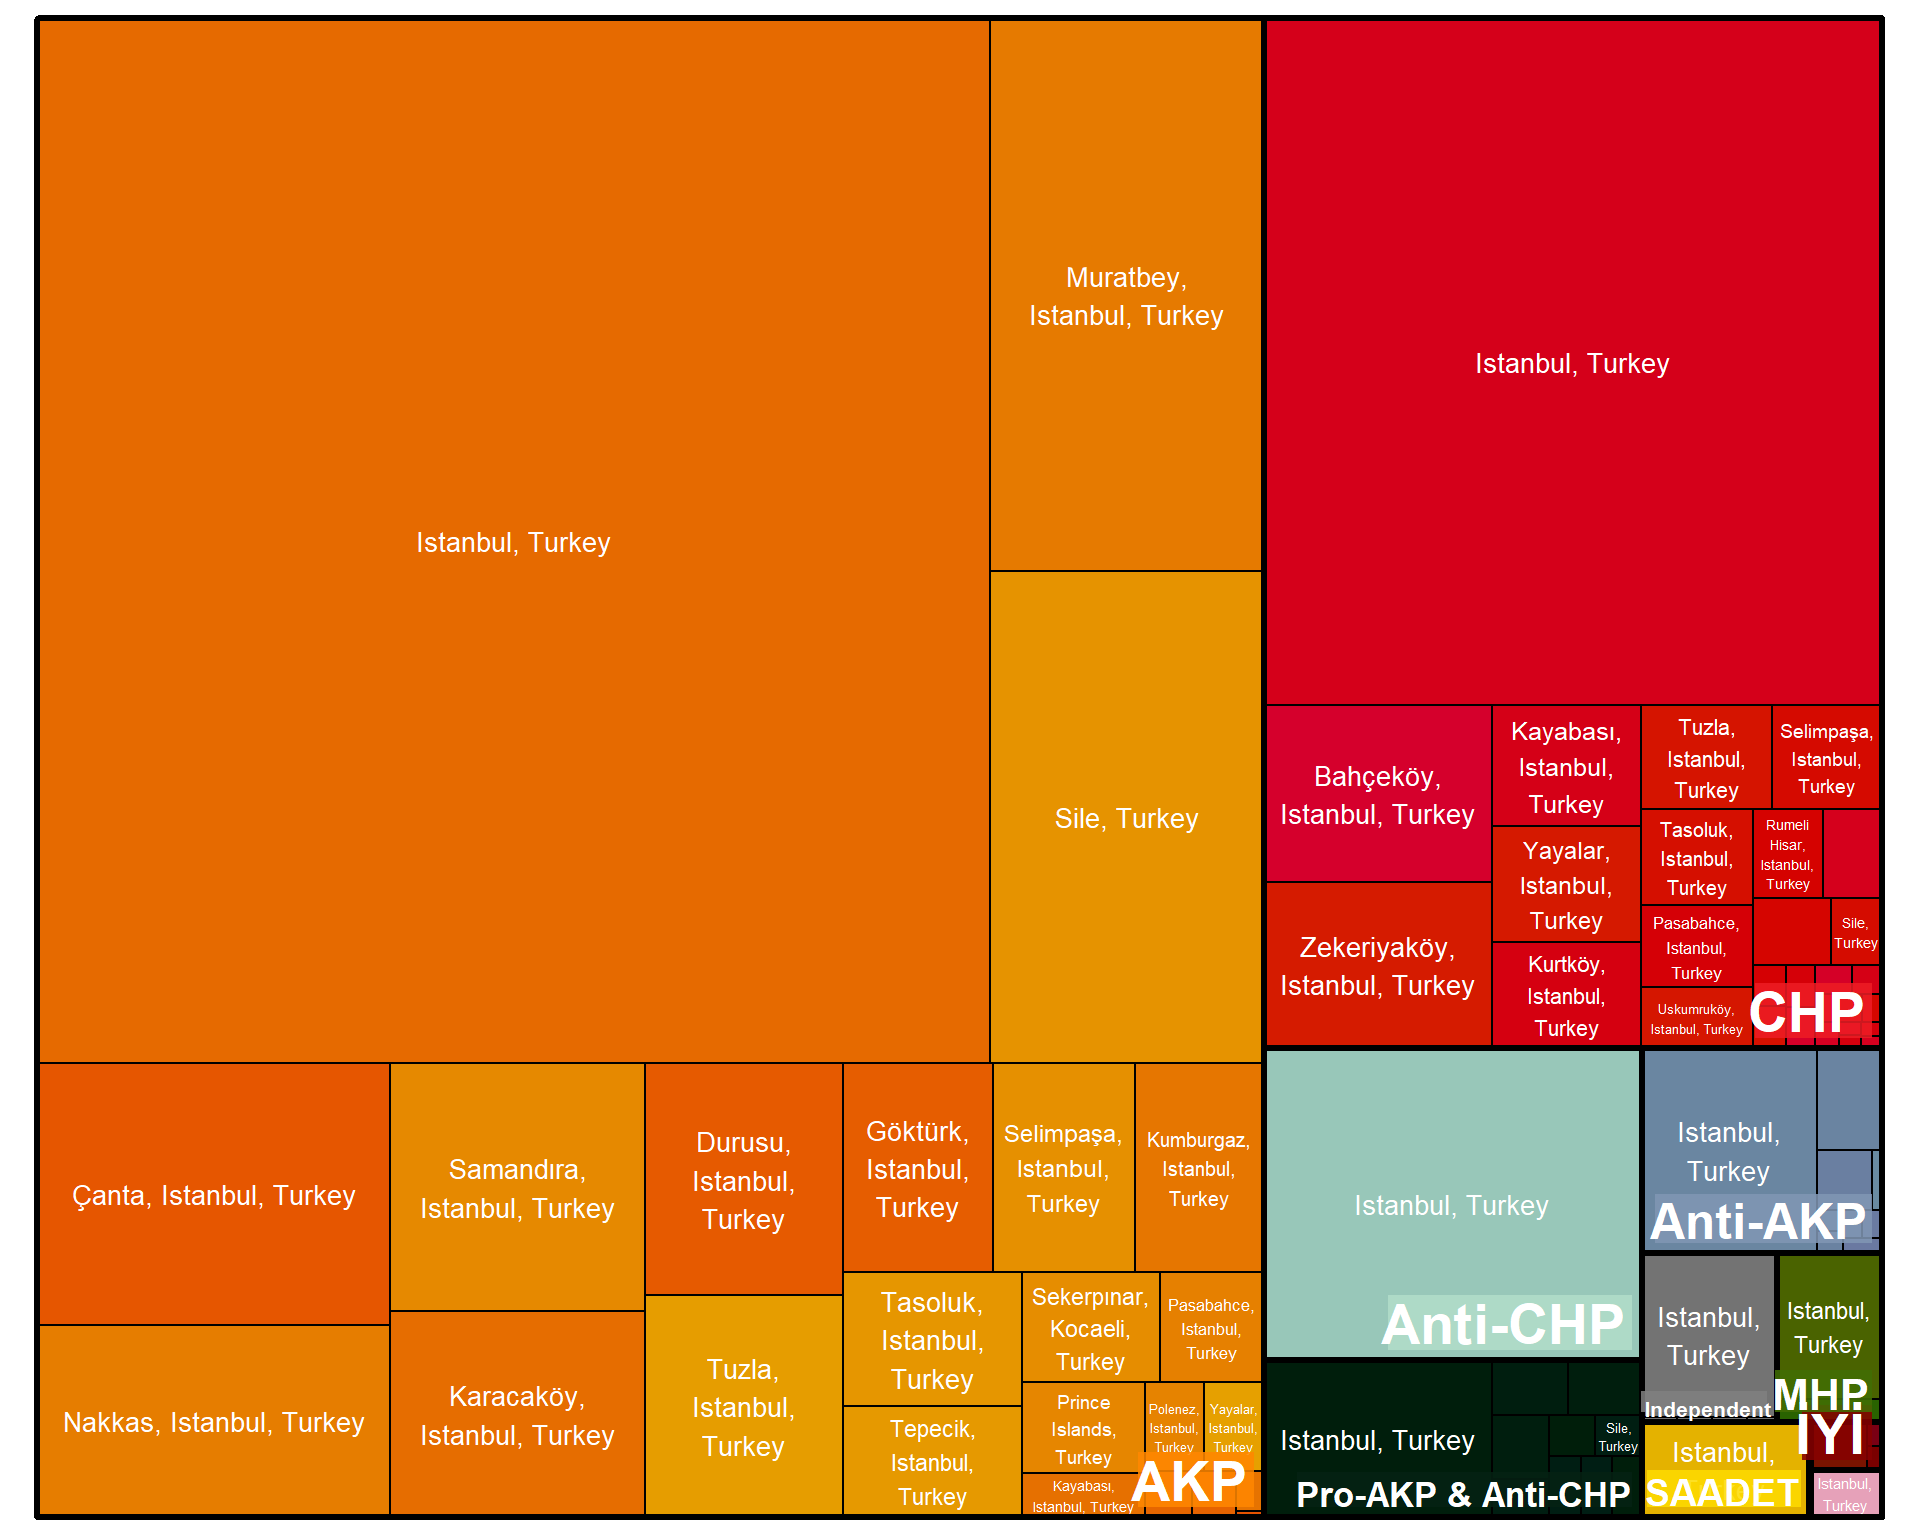 Istanbul, Turkey
Muratbey,
Istanbul, Turkey
Sile, Turkey
Çanta, Istanbul, Turkey
Nakkas, Istanbul, Turkey
Samandıra,
Istanbul, Turkey
Karacaköy,
Istanbul, Turkey
Durusu,
Istanbul,
Turkey
Tuzla,
Istanbul,
Turkey
Göktürk,
Istanbul,
Turkey
Selimpaşa,
Istanbul,
Turkey
Kumburgaz,
Istanbul,
Turkey
Tasoluk,
Istanbul,
Turkey
Tepecik,
Istanbul,
Turkey
Sekerpınar,
Kocaeli,
Turkey
Pasabahce,
Istanbul,
Turkey
Prince
Islands,
Turkey
Polenez,
Istanbul,
Turkey
Yayalar,
Istanbul,
Turkey
Kayabası,
Istanbul, Turkey
AKP
Istanbul, Turkey
Bahçeköy,
Istanbul, Turkey
Zekeriyaköy,
Istanbul, Turkey
Kayabası,
Istanbul,
Turkey
Yayalar,
Istanbul,
Turkey
Kurtköy,
Istanbul,
Turkey
Tuzla,
Istanbul,
Turkey
Selimpaşa,
Istanbul,
Turkey
Tasoluk,
Istanbul,
Turkey
Rumeli
Hisar,
Istanbul,
Turkey
Pasabahce,
Istanbul,
Turkey
Sile,
Turkey
Uskumruköy,
Istanbul, Turkey
CHP
Istanbul, Turkey
Anti-CHP
Istanbul,
Turkey
Anti-AKP
Istanbul,
Turkey
Independent
Istanbul,
Turkey
MHP
İYİ
Istanbul, Turkey
Sile,
Turkey
Pro-AKP & Anti-CHP
Istanbul,
SAADET
Istanbul,
Turkey